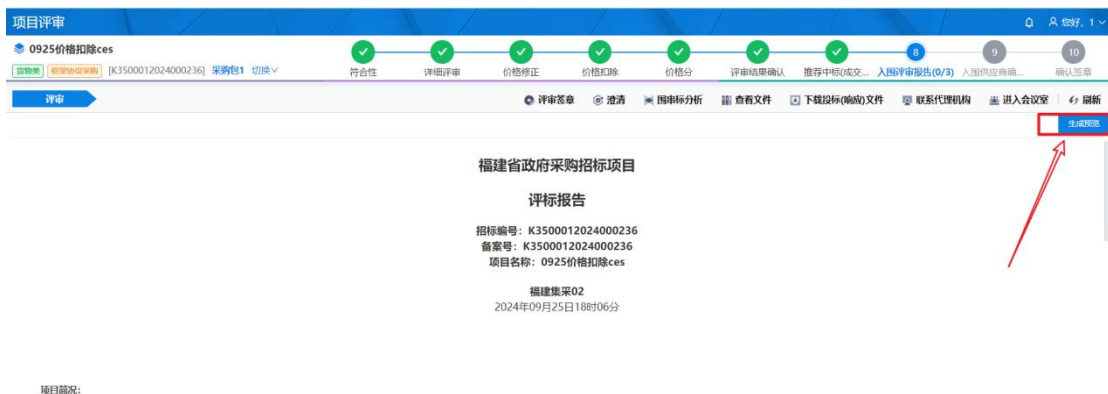 项目评审
您好，1
0925价格扣除ces
货物类 框架协议采购 [K3500012024000236] 采购包1 切换
符合性 详细评审 价格修正 价格扣除 价格分 评审结果确认 推荐中标(成交... 8 入围评审报告(0/3) 9 入围供应商确... 10 确认签章
评审
评审签章 澄清 围串标分析 查看文件 下载投标(响应)文件 联系代理机构 进入会议室 刷新
生成预览
福建省政府采购招标项目
评标报告
招标编号：K3500012024000236
备案号：K3500012024000236
项目名称：0925价格扣除ces
福建集采02
2024年09月25日18时06分
项目简况：